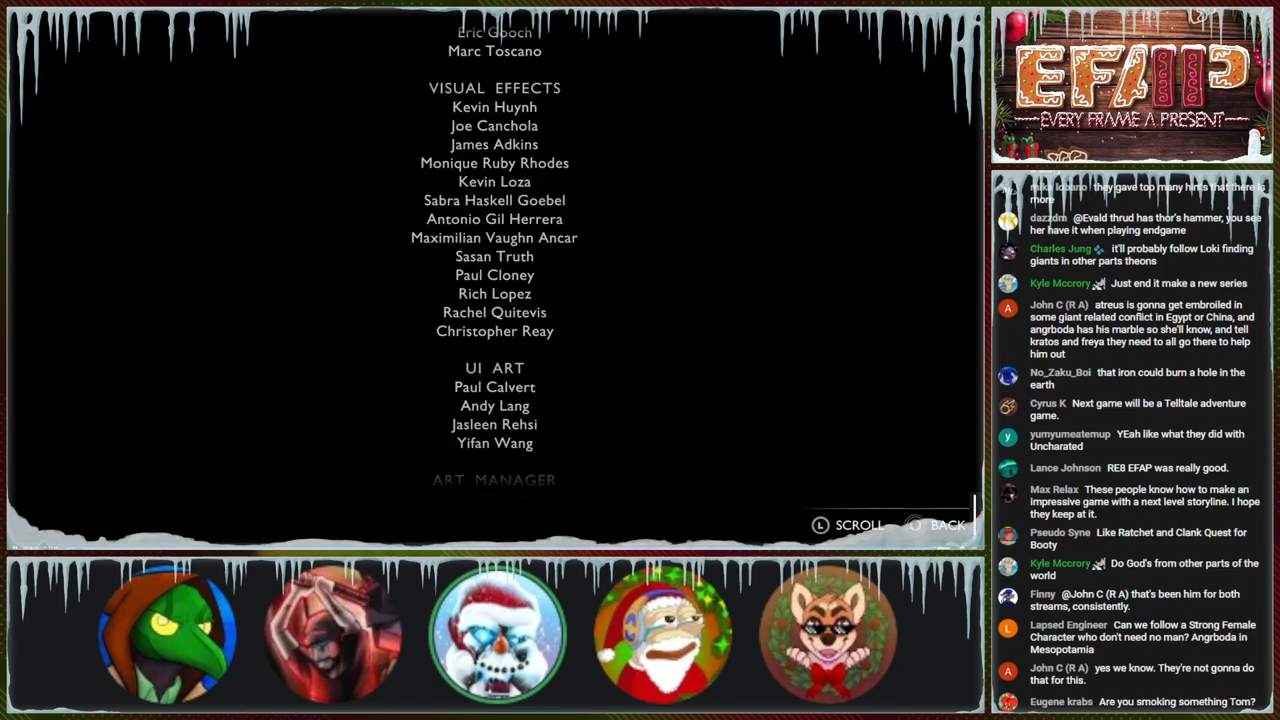 Eric Gooch
Marc Toscano
VISUAL EFFECTS
Kevin Huynh
Joe Canchola
James Adkins
Monique Ruby Rhodes
Kevin Loza
Sabra Haskell Goebel
Antonio Gil Herrera
Maximilian Vaughn Ancar
Sasan Truth
Paul Cloney
Rich Lopez
Rachel Quitevis
Christopher Reay
UI ART
Paul Calvert
Andy Lang
Jasleen Rehsi
Yifan Wang
ART MANAGER
L SCROLL BACK
EFAP
EVERY FRAME A PRESENT
mike lobano they gave too many hints that there is
more
dazzdm @Evald thrud has thor's hammer, you see
her have it when playing endgame
Charles Jung it'll probably follow Loki finding
giants in other parts theons
Kyle Mccrory Just end it make a new series
A John C (R A) atreus is gonna get embroiled in
some giant related conflict in Egypt or China, and
angrboda has his marble so she'll know, and tell
kratos and freya they need to all go there to help
him out
No_Zaku_Boi that iron could burn a hole in the
earth
Cyrus K Next game will be a Telltale adventure
game.
y yumyumeatemup YEah like what they did with
Uncharated
Lance Johnson RE8 EFAP was really good.
Max Relax These people know how to make an
impressive game with a next level storyline. I hope
they keep at it.
Pseudo Syne Like Ratchet and Clank Quest for
Booty
Kyle Mccrory Do God's from other parts of the
world
Finny @John C (R A) that's been him for both
streams, consistently.
L Lapsed Engineer Can we follow a Strong Female
Character who don't need no man? Angrboda in
Mesopotamia
A John C (R A) yes we know. They're not gonna do
that for this.
Eugene krabs Are you smoking something Tom?